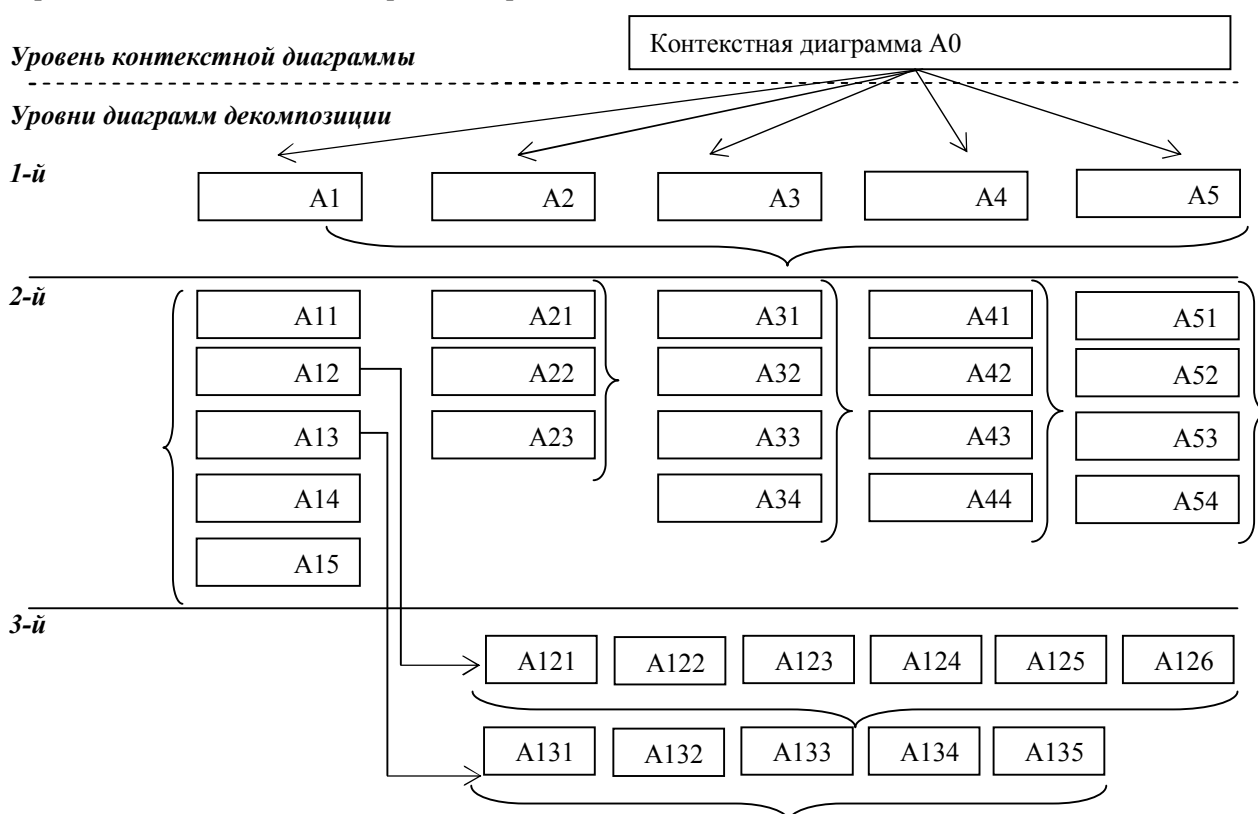 Уровень контекстной диаграммы
Контекстная диаграмма А0
Уровни диаграмм декомпозиции
1-й
А1 А2 А3 А4 А5
2-й
А11 А21 А31 А41 А51
А12 А22 А32 А42 А52
А13 А23 А33 А43 А53
А14 А34 А44 А54
А15
3-й
А121 А122 А123 А124 А125 А126
А131 А132 А133 А134 А135